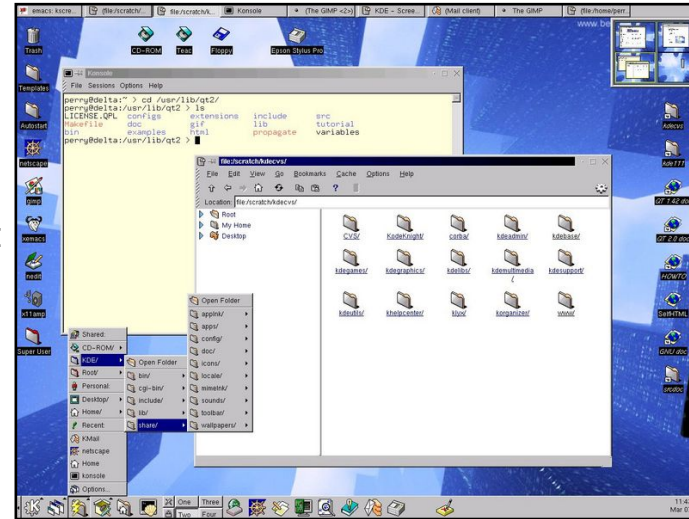 emacs: kscre...
(file:/scratch/...
file:/scratch/k...
Konsole
(The GIMP <2>)
KDE - Scree...
(Mail client)
The GIMP
(file:/home/perr...
www.be
Trash
CD-ROM
Teac
Floppy
Epson Stylus Pro
Templates
Autostart
netscape
gimp
xemacs
nedit
x11amp
Super User
Konsole
File Sessions Options Help
perry@delta:~ > cd /usr/lib/qt2/
perry@delta:/usr/lib/qt2 > ls
LICENSE.QPL configs extensions include src
Makefile doc gif lib tutorial
bin examples html propagate variables
perry@delta:/usr/lib/qt2 >
file:/scratch/kdecvs/
File Edit View Go Bookmarks Cache Options Help
Location: file:/scratch/kdecvs/
Root
My Home
Desktop
CVS/ KodeKnight/ corba/ kdeadmin/ kdebase/
kdegames/ kdegraphics/ kdelibs/ kdemultimedia/ kdesupport/
kdeutils/ khelpcenter/ klyx/ korganizer/ www/
Kdecvs
kde111
QT 1.42 doc
QT 2.0 doc
HOWTO
SelfHTML
GNU doc
srcdoc
Shared:
CD-ROM/
KDE/
Root/
Personal:
Desktop/
Home/
Recent:
KMail
netscape
Home
konsole
Options...
Open Folder
bin/
cgi-bin/
include/
lib/
share/
Open Folder
applnk/
apps/
config/
doc/
icons/
locale/
mimelnk/
sounds/
toolbar/
wallpapers/
One Three
Two Four
11:4
Mar 0